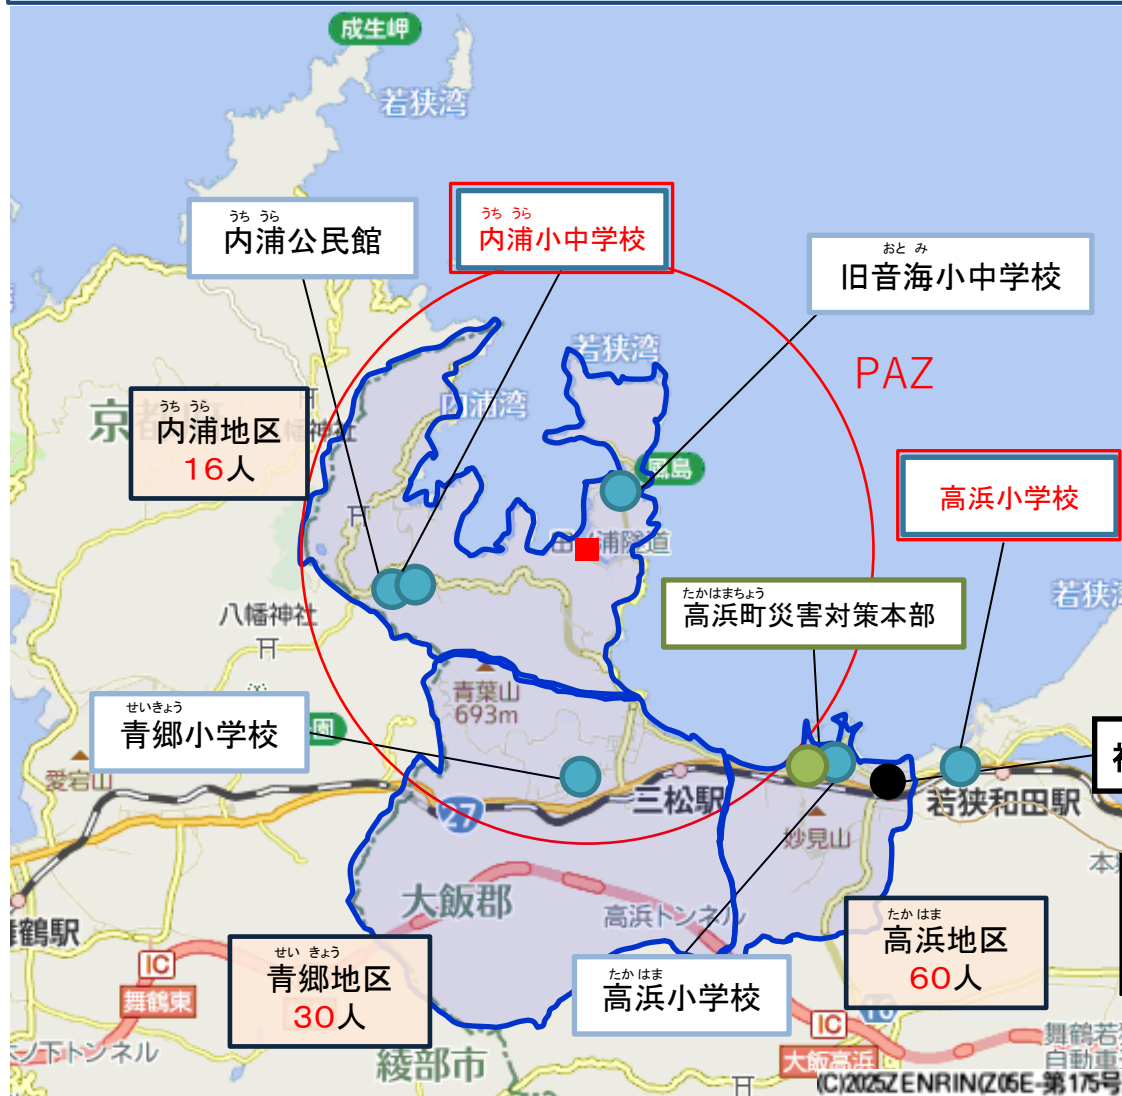 成生岬
若狭湾
うち うら
内浦公民館
うち うら
内浦小中学校
おと み
旧音海小中学校
若狭湾
PAZ
内浦湾
うち うら
内浦地区
16人
高浜小学校
たかはまちょう
高浜町災害対策本部
八幡神社
青葉山
693m
せいきょう
青郷小学校
園
愛宕山
27
三松駅
若狭和田駅
妙見山
大飯郡
高浜トンネル
たか はま
高浜地区
60人
せい きょう
青郷地区
30人
たか はま
高浜小学校
IC
舞鶴東
綾部市
IC
大飯高浜
舞鶴若
自動車
(C)2025ZENRIN(Z05E-第175号